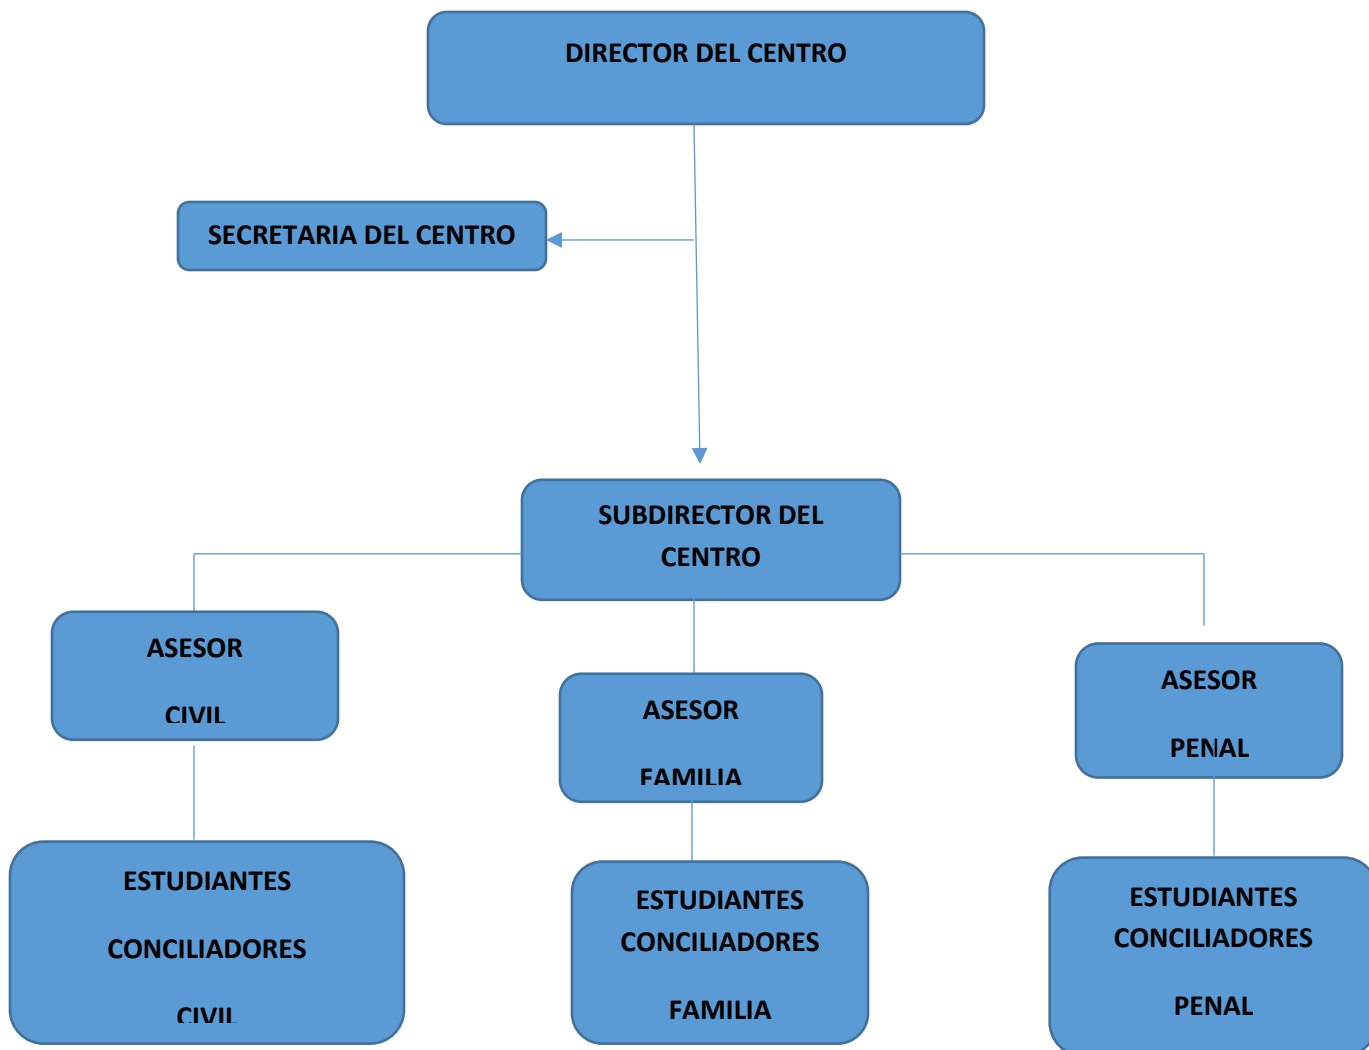 DIRECTOR DEL CENTRO
SECRETARIA DEL CENTRO
SUBDIRECTOR DEL
CENTRO
ASESOR
CIVIL
ASESOR
FAMILIA
ASESOR
PENAL
ESTUDIANTES
CONCILIADORES
CIVIL
ESTUDIANTES
CONCILIADORES
FAMILIA
ESTUDIANTES
CONCILIADORES
PENAL